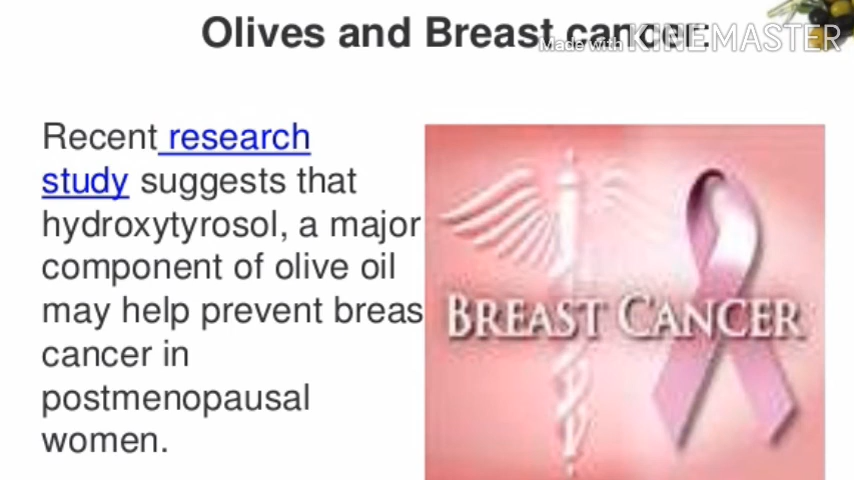 Olives and Breast cancer:
Made with KINEMASTER
Recent research
study suggests that
hydroxytyrosol, a major
component of olive oil
may help prevent breas
cancer in
postmenopausal
women.
BREAST CANCER